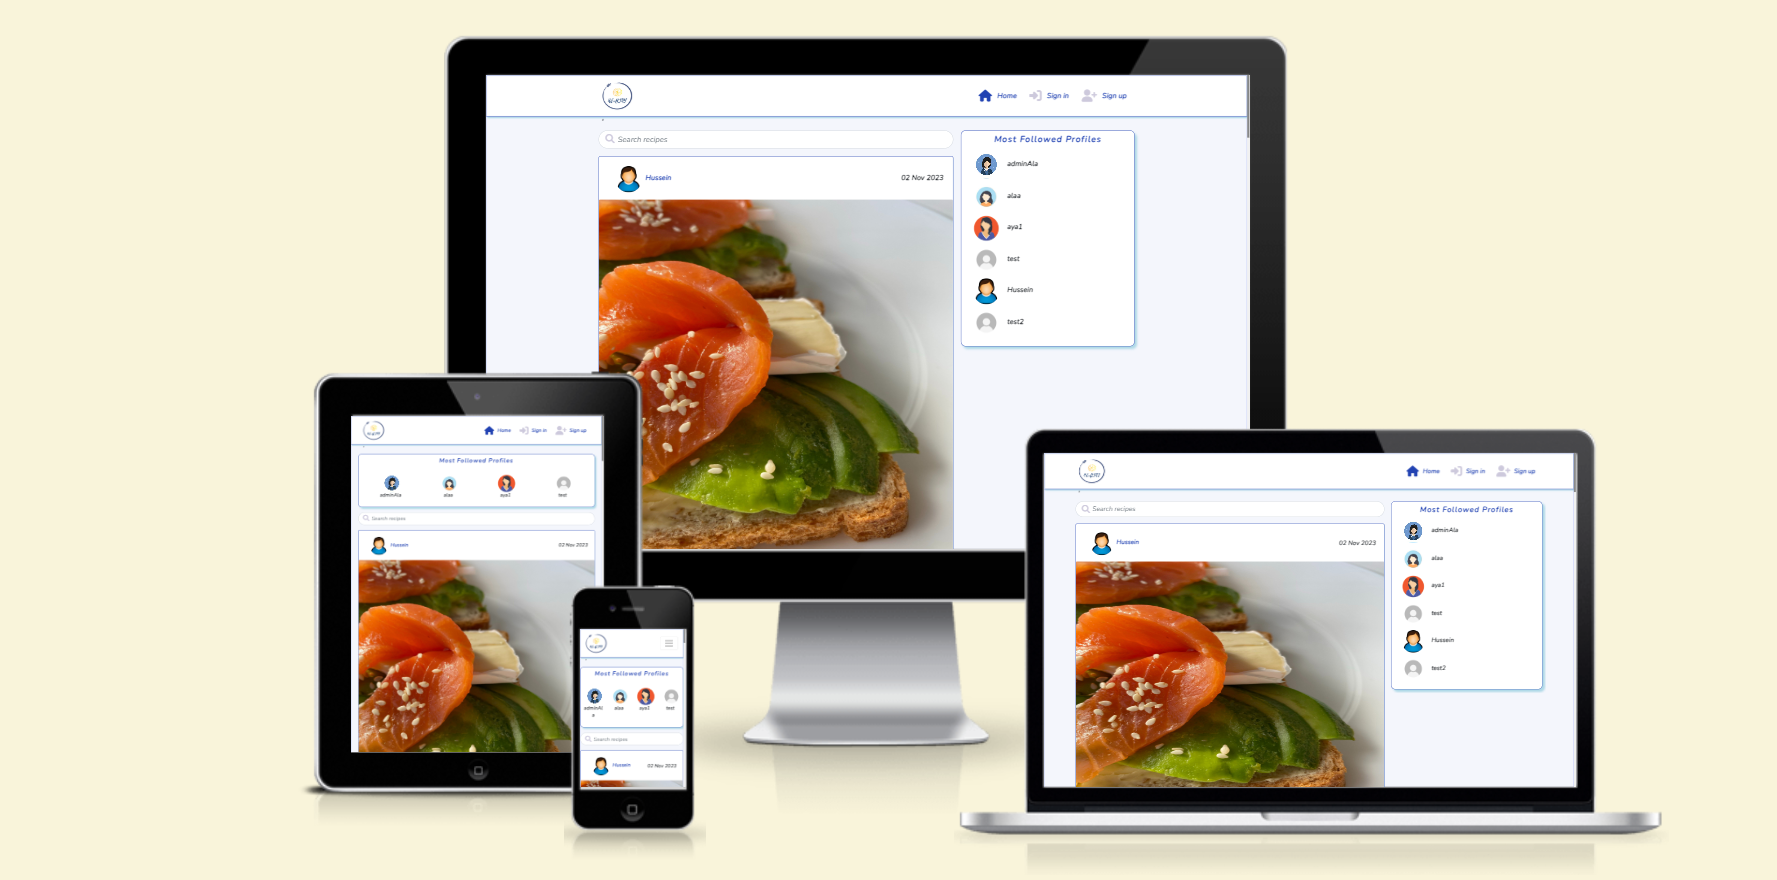 Home Sign in Sign up
Search recipes
Hussein 02 Nov 2023
Most Followed Profiles
adminAla
alaa
aya1
test
Hussein
test2
Home Sign in Sign up
Most Followed Profiles
adminAla alaa aya1 test
Search recipes
Hussein 02 Nov 2023
Most Followed Profiles
adminAl alaa aya1 test
a
Search recipes
Hussein 02 Nov 2023
Home Sign in Sign up
Search recipes
Hussein 02 Nov 2023
Most Followed Profiles
adminAla
alaa
aya1
test
Hussein
test2